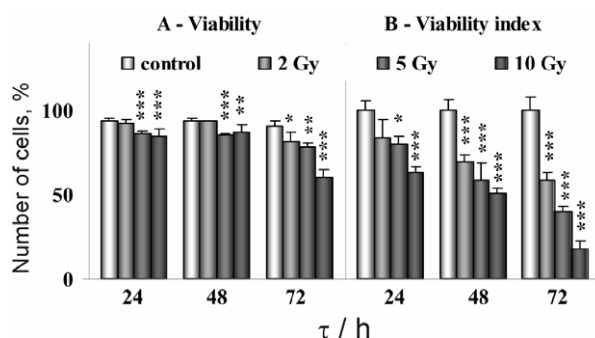 A - Viability B - Viability index
control 2 Gy 5 Gy 10 Gy
Number of cells, %
100
50
0
*** *** *** ** * ** *** * *** *** *** *** *** *** ***
24 48 72 24 48 72
τ / h